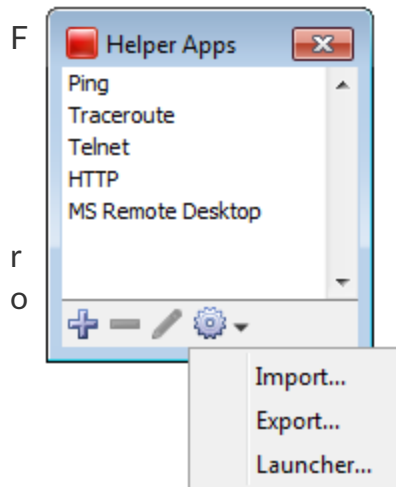 F
Helper Apps
Ping
Traceroute
Telnet
HTTP
MS Remote Desktop
r
o
Import...
Export...
Launcher...